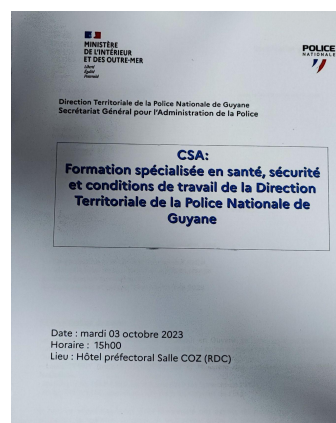 MINISTÈRE
DE L'INTÉRIEUR
ET DES OUTRE-MER
Liberté
Égalité
Fraternité
POLICE
NATIONALE
Direction Territoriale de la Police Nationale de Guyane
Secrétariat Général pour l'Administration de la Police
CSA:
Formation spécialisée en santé, sécurité
et conditions de travail de la Direction
Territoriale de la Police Nationale de
Guyane
Date : mardi 03 octobre 2023
Horaire : 15h00
Lieu : Hôtel préfectoral Salle COZ (RDC)